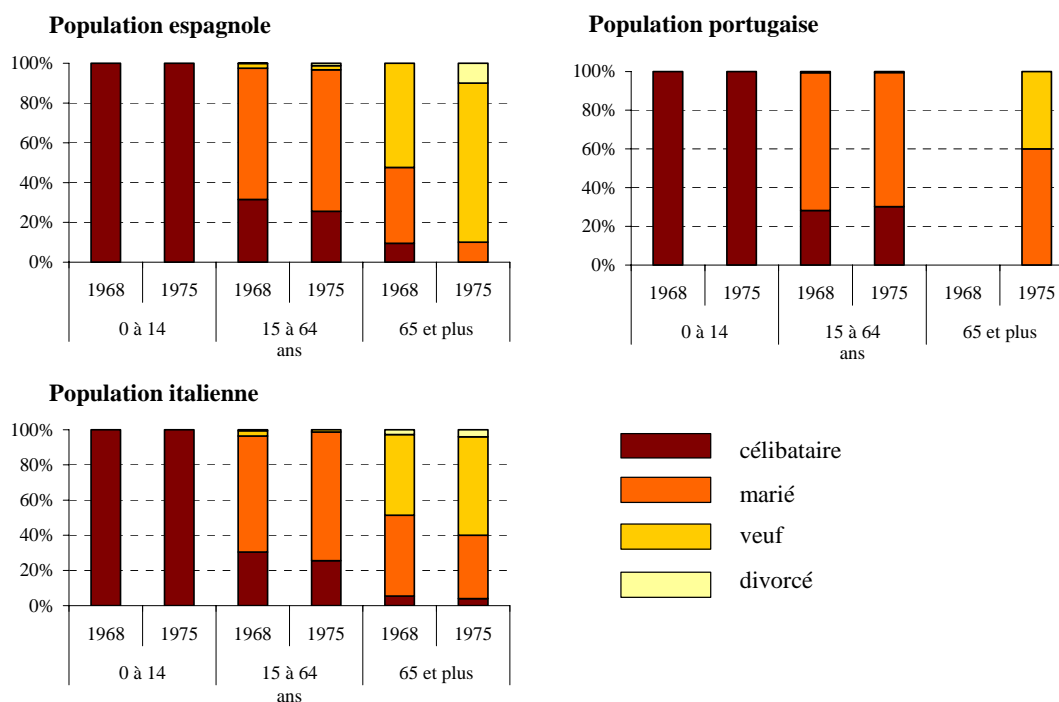 Population espagnole
100%
80%
60%
40%
20%
0%
1968 1975 1968 1975 1968 1975
0 à 14 15 à 64 65 et plus
ans
Population portugaise
100%
80%
60%
40%
20%
0%
1968 1975 1968 1975 1968 1975
0 à 14 15 à 64 65 et plus
ans
Population italienne
100%
80%
60%
40%
20%
0%
1968 1975 1968 1975 1968 1975
0 à 14 15 à 64 65 et plus
ans
célibataire
marié
veuf
divorcé